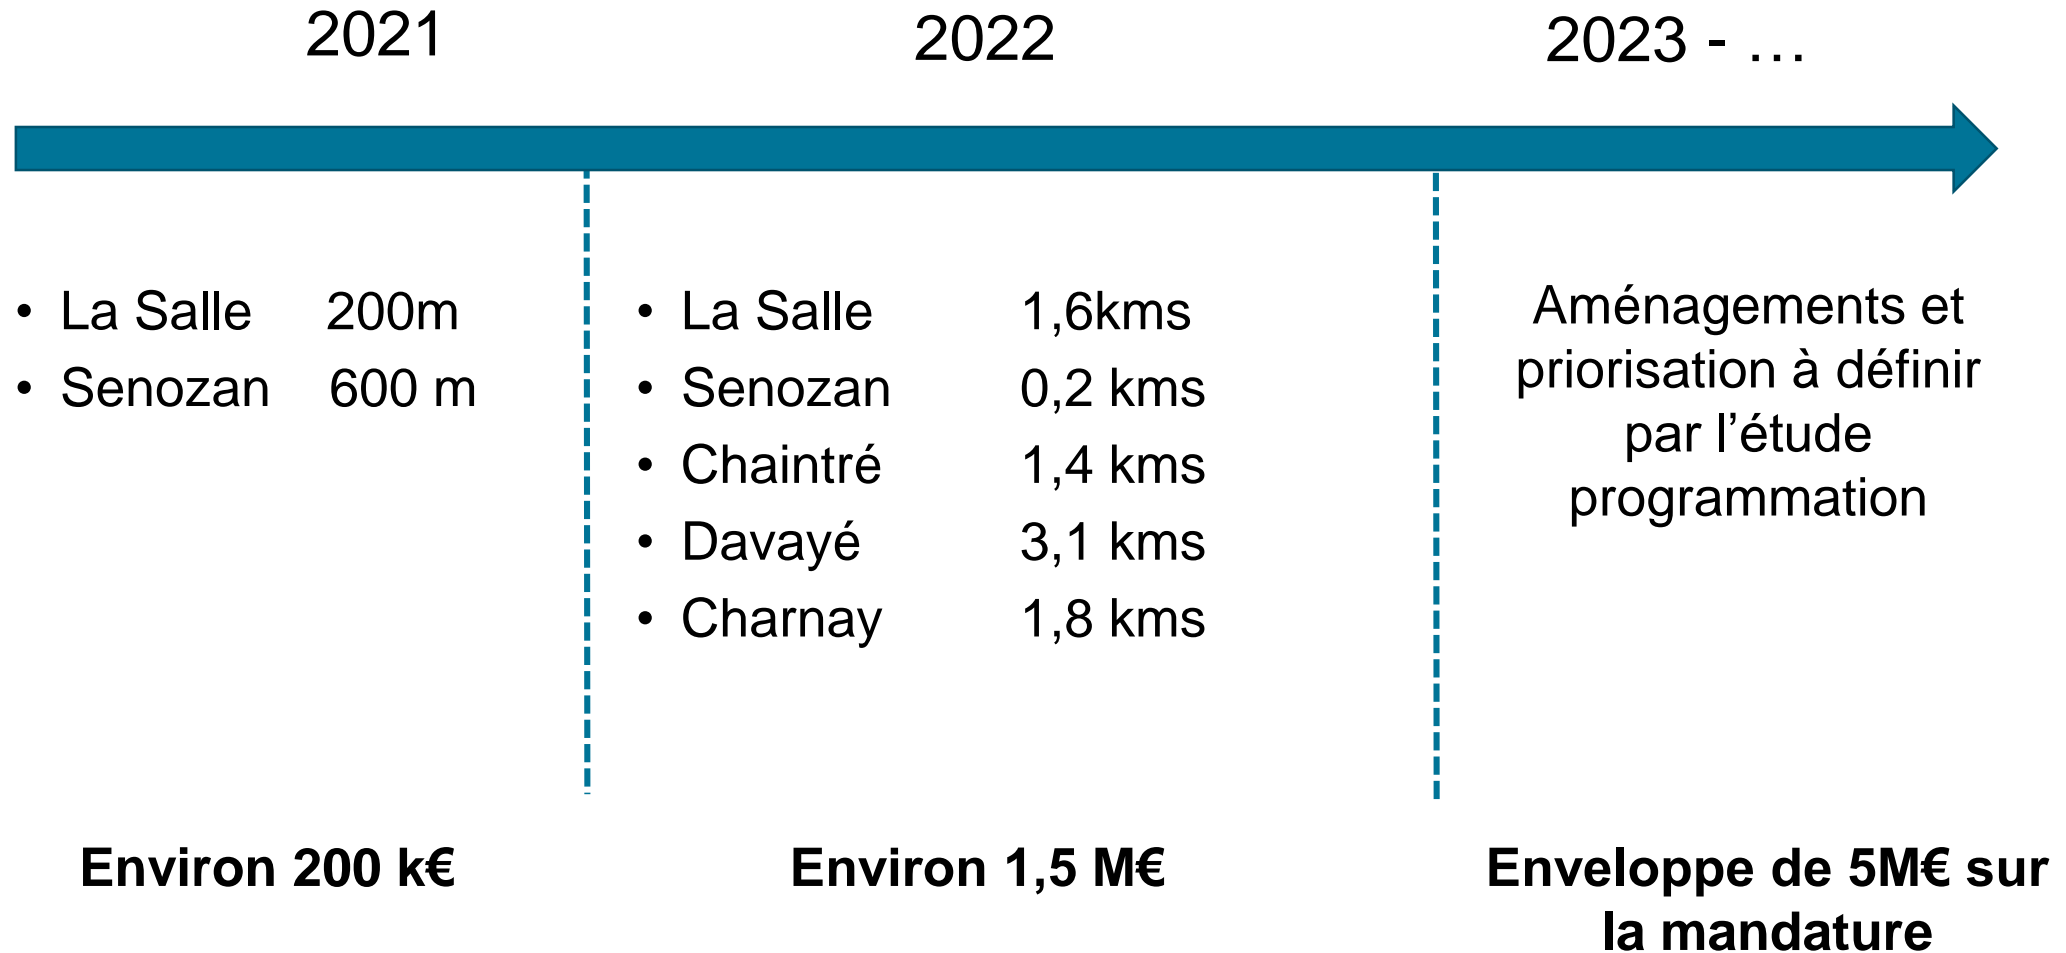 2021
2022
2023 - …
• La Salle 200m
• Senozan 600 m
• La Salle 1,6kms
• Senozan 0,2 kms
• Chaintré 1,4 kms
• Davayé 3,1 kms
• Charnay 1,8 kms
Aménagements et
priorisation à définir
par l’étude
programmation
Environ 200 k€
Environ 1,5 M€
Enveloppe de 5M€ sur
la mandature